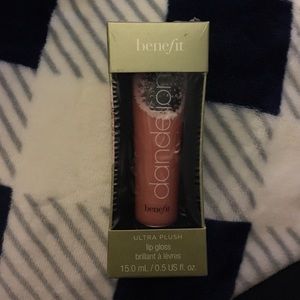 benefit
dandelion
benefit
ULTRA PLUSH
lip gloss
brillant à lèvres
15.0 mL / 0.5 US fl. oz.